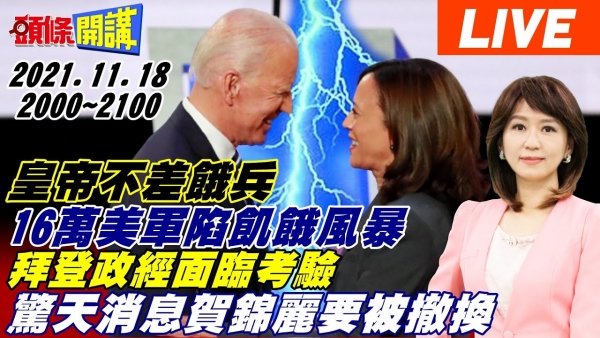 頭條開講
LIVE
2021.11.18
2000~2100
皇帝不差餓兵
16萬美軍陷飢餓風暴
拜登政經面臨考驗
驚天消息賀錦麗要被撤換